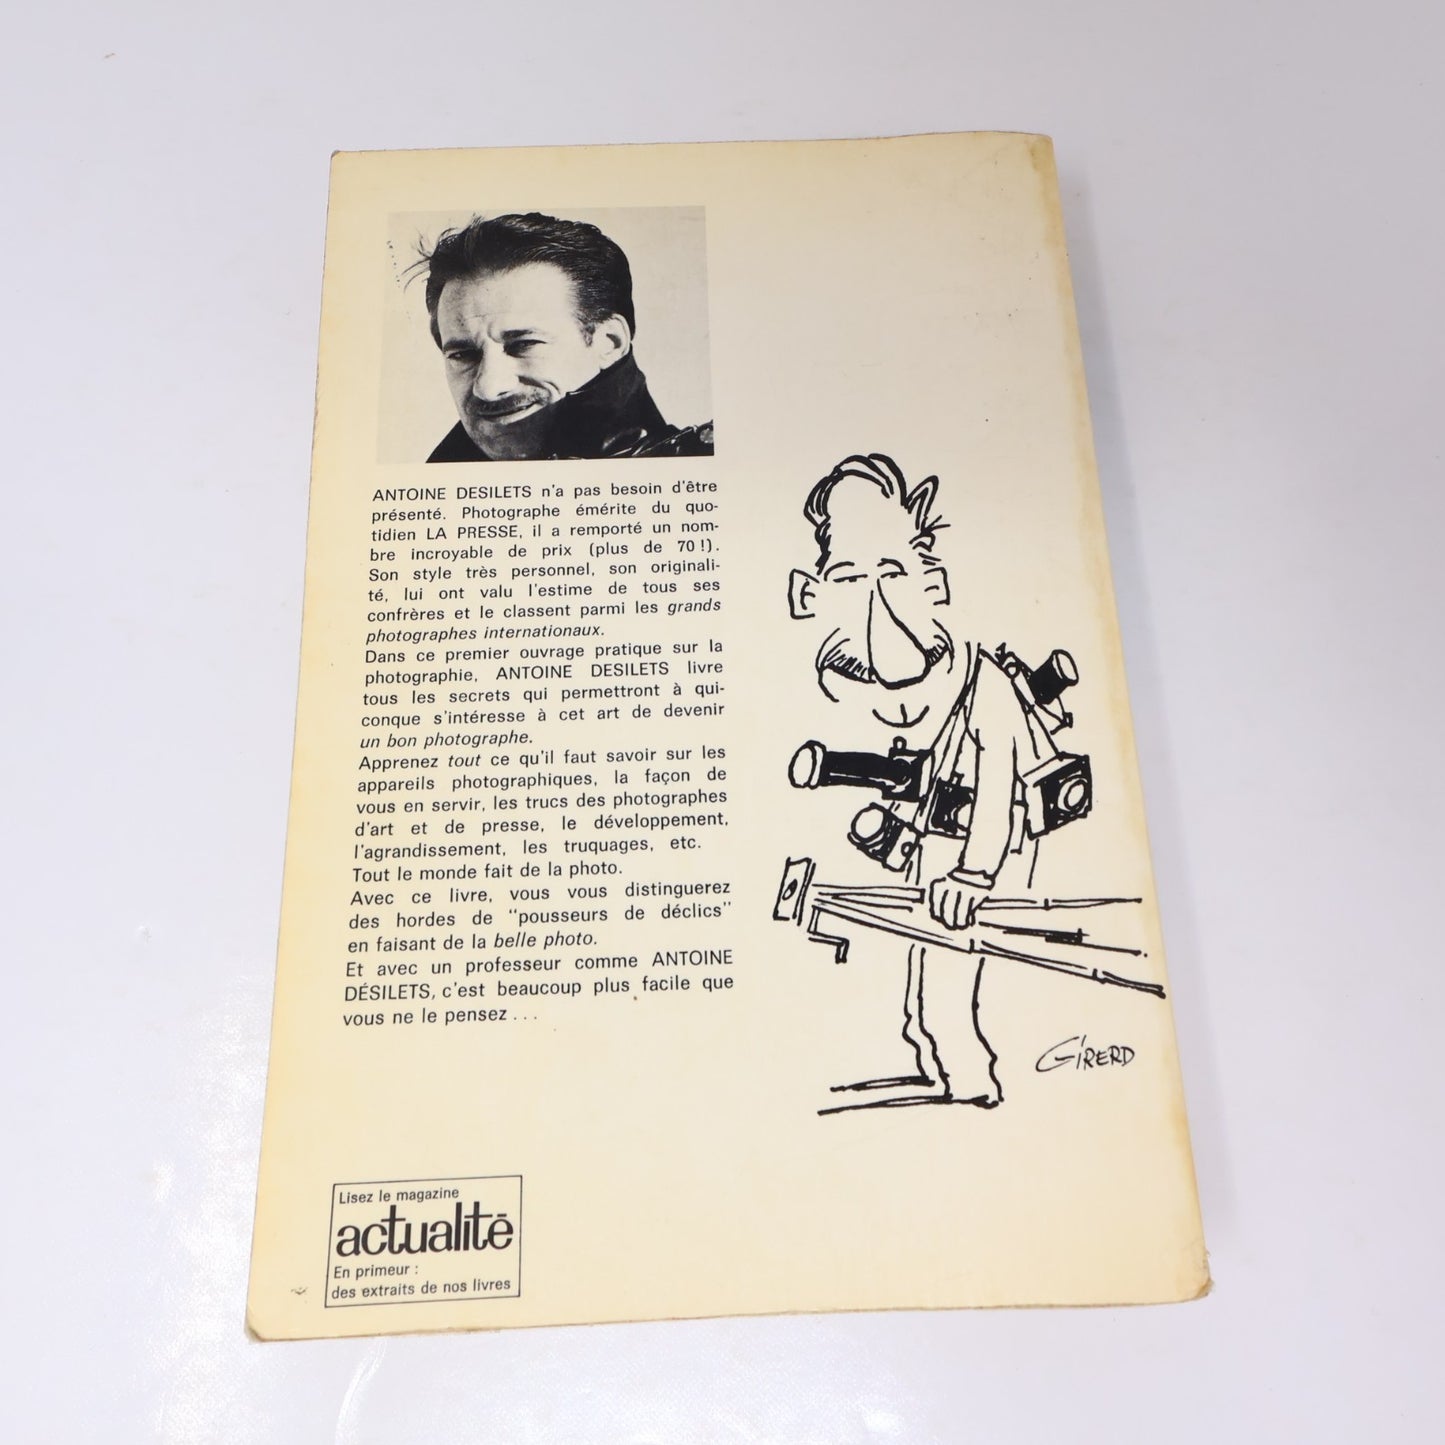 ANTOINE DESILETS n'a pas besoin d'être
présenté. Photographe émérite du quo-
tidien LA PRESSE, il a remporté un nom-
bre incroyable de prix (plus de 70 !).
Son style très personnel, son originali-
té, lui ont valu l'estime de tous ses
confrères et le classent parmi les grands
photographes internationaux.
Dans ce premier ouvrage pratique sur la
photographie, ANTOINE DESILETS livre
tous les secrets qui permettront à qui-
conque s'intéresse à cet art de devenir
un bon photographe.
Apprenez tout ce qu'il faut savoir sur les
appareils photographiques, la façon de
vous en servir, les trucs des photographes
d'art et de presse, le développement,
l'agrandissement, les truquages, etc.
Tout le monde fait de la photo.
Avec ce livre, vous vous distinguerez
des hordes de "pousseurs de déclics"
en faisant de la belle photo.
Et avec un professeur comme ANTOINE
DÉSILETS, c'est beaucoup plus facile que
vous ne le pensez . . .
GIRERD
Lisez le magazine
actualité
En primeur :
des extraits de nos livres